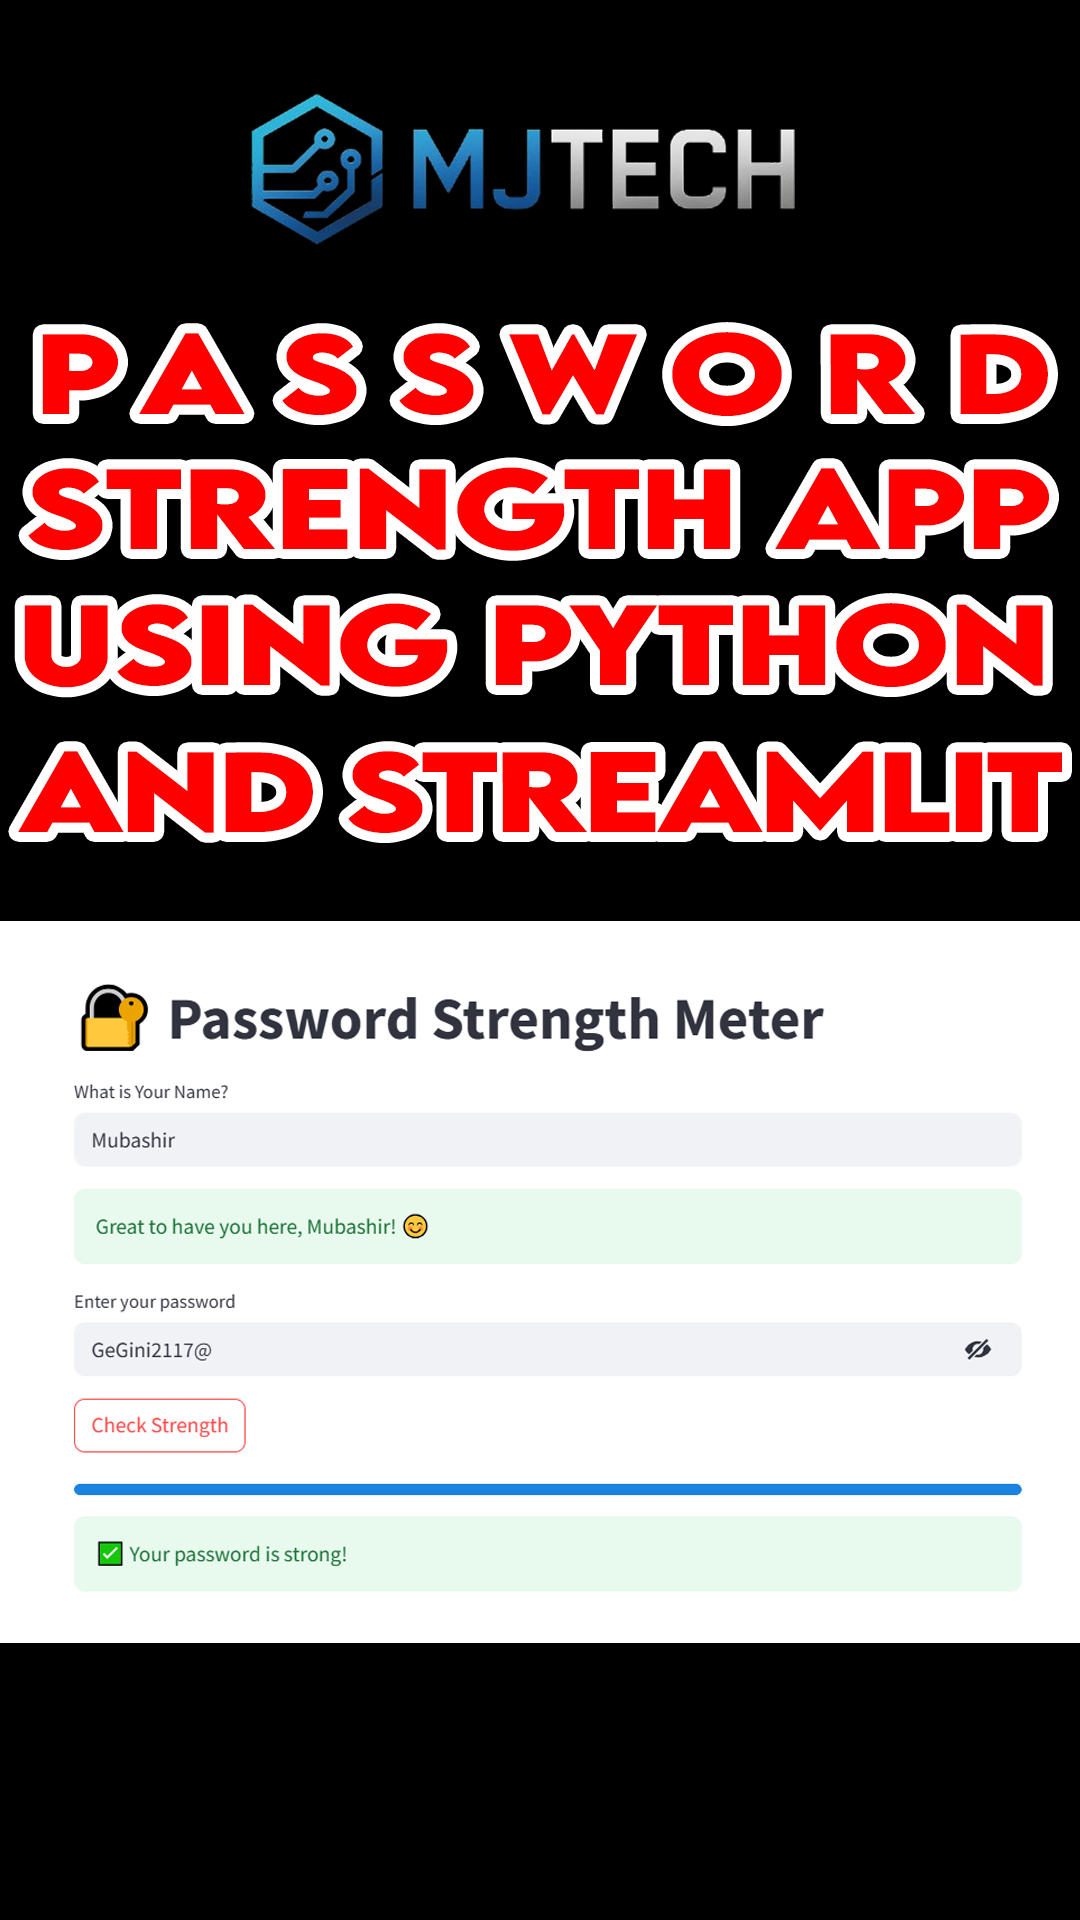 MJTECH
PASSWORD
STRENGTH APP
USING PYTHON
AND STREAMLIT
Password Strength Meter
What is Your Name?
Mubashir
Great to have you here, Mubashir! 😊
Enter your password
GeGini2117@
Check Strength
✅ Your password is strong!